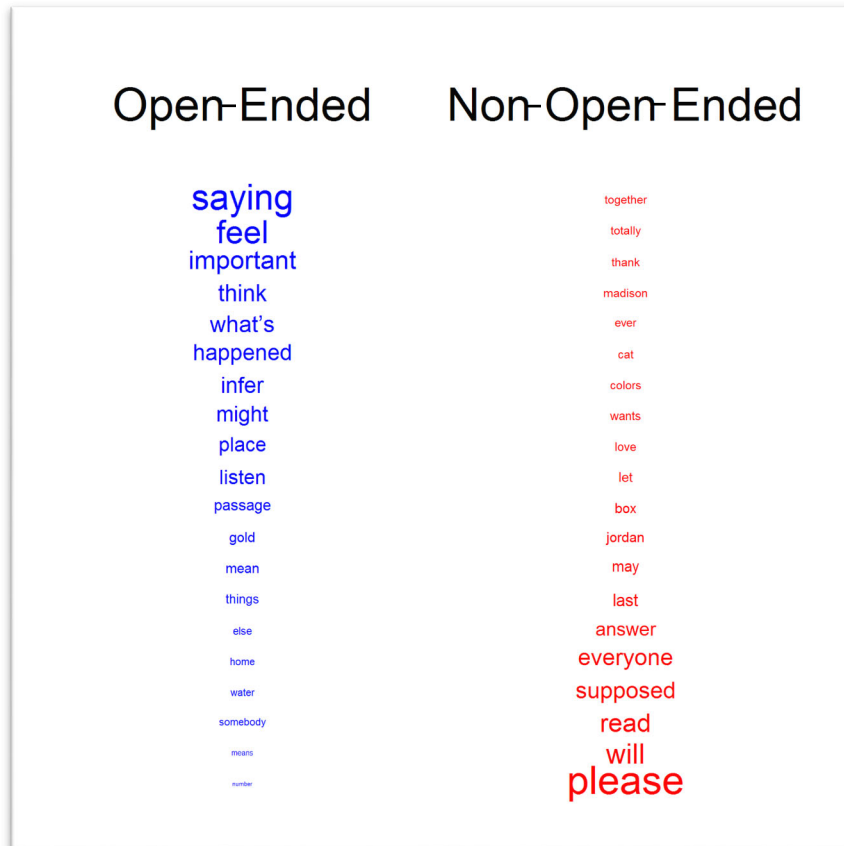 Open-Ended
saying
feel
important
think
what's
happened
infer
might
place
listen
passage
gold
mean
things
else
home
water
somebody
means
number
Non-Open-Ended
together
totally
thank
madison
ever
cat
colors
wants
love
let
box
jordan
may
last
answer
everyone
supposed
read
will
please